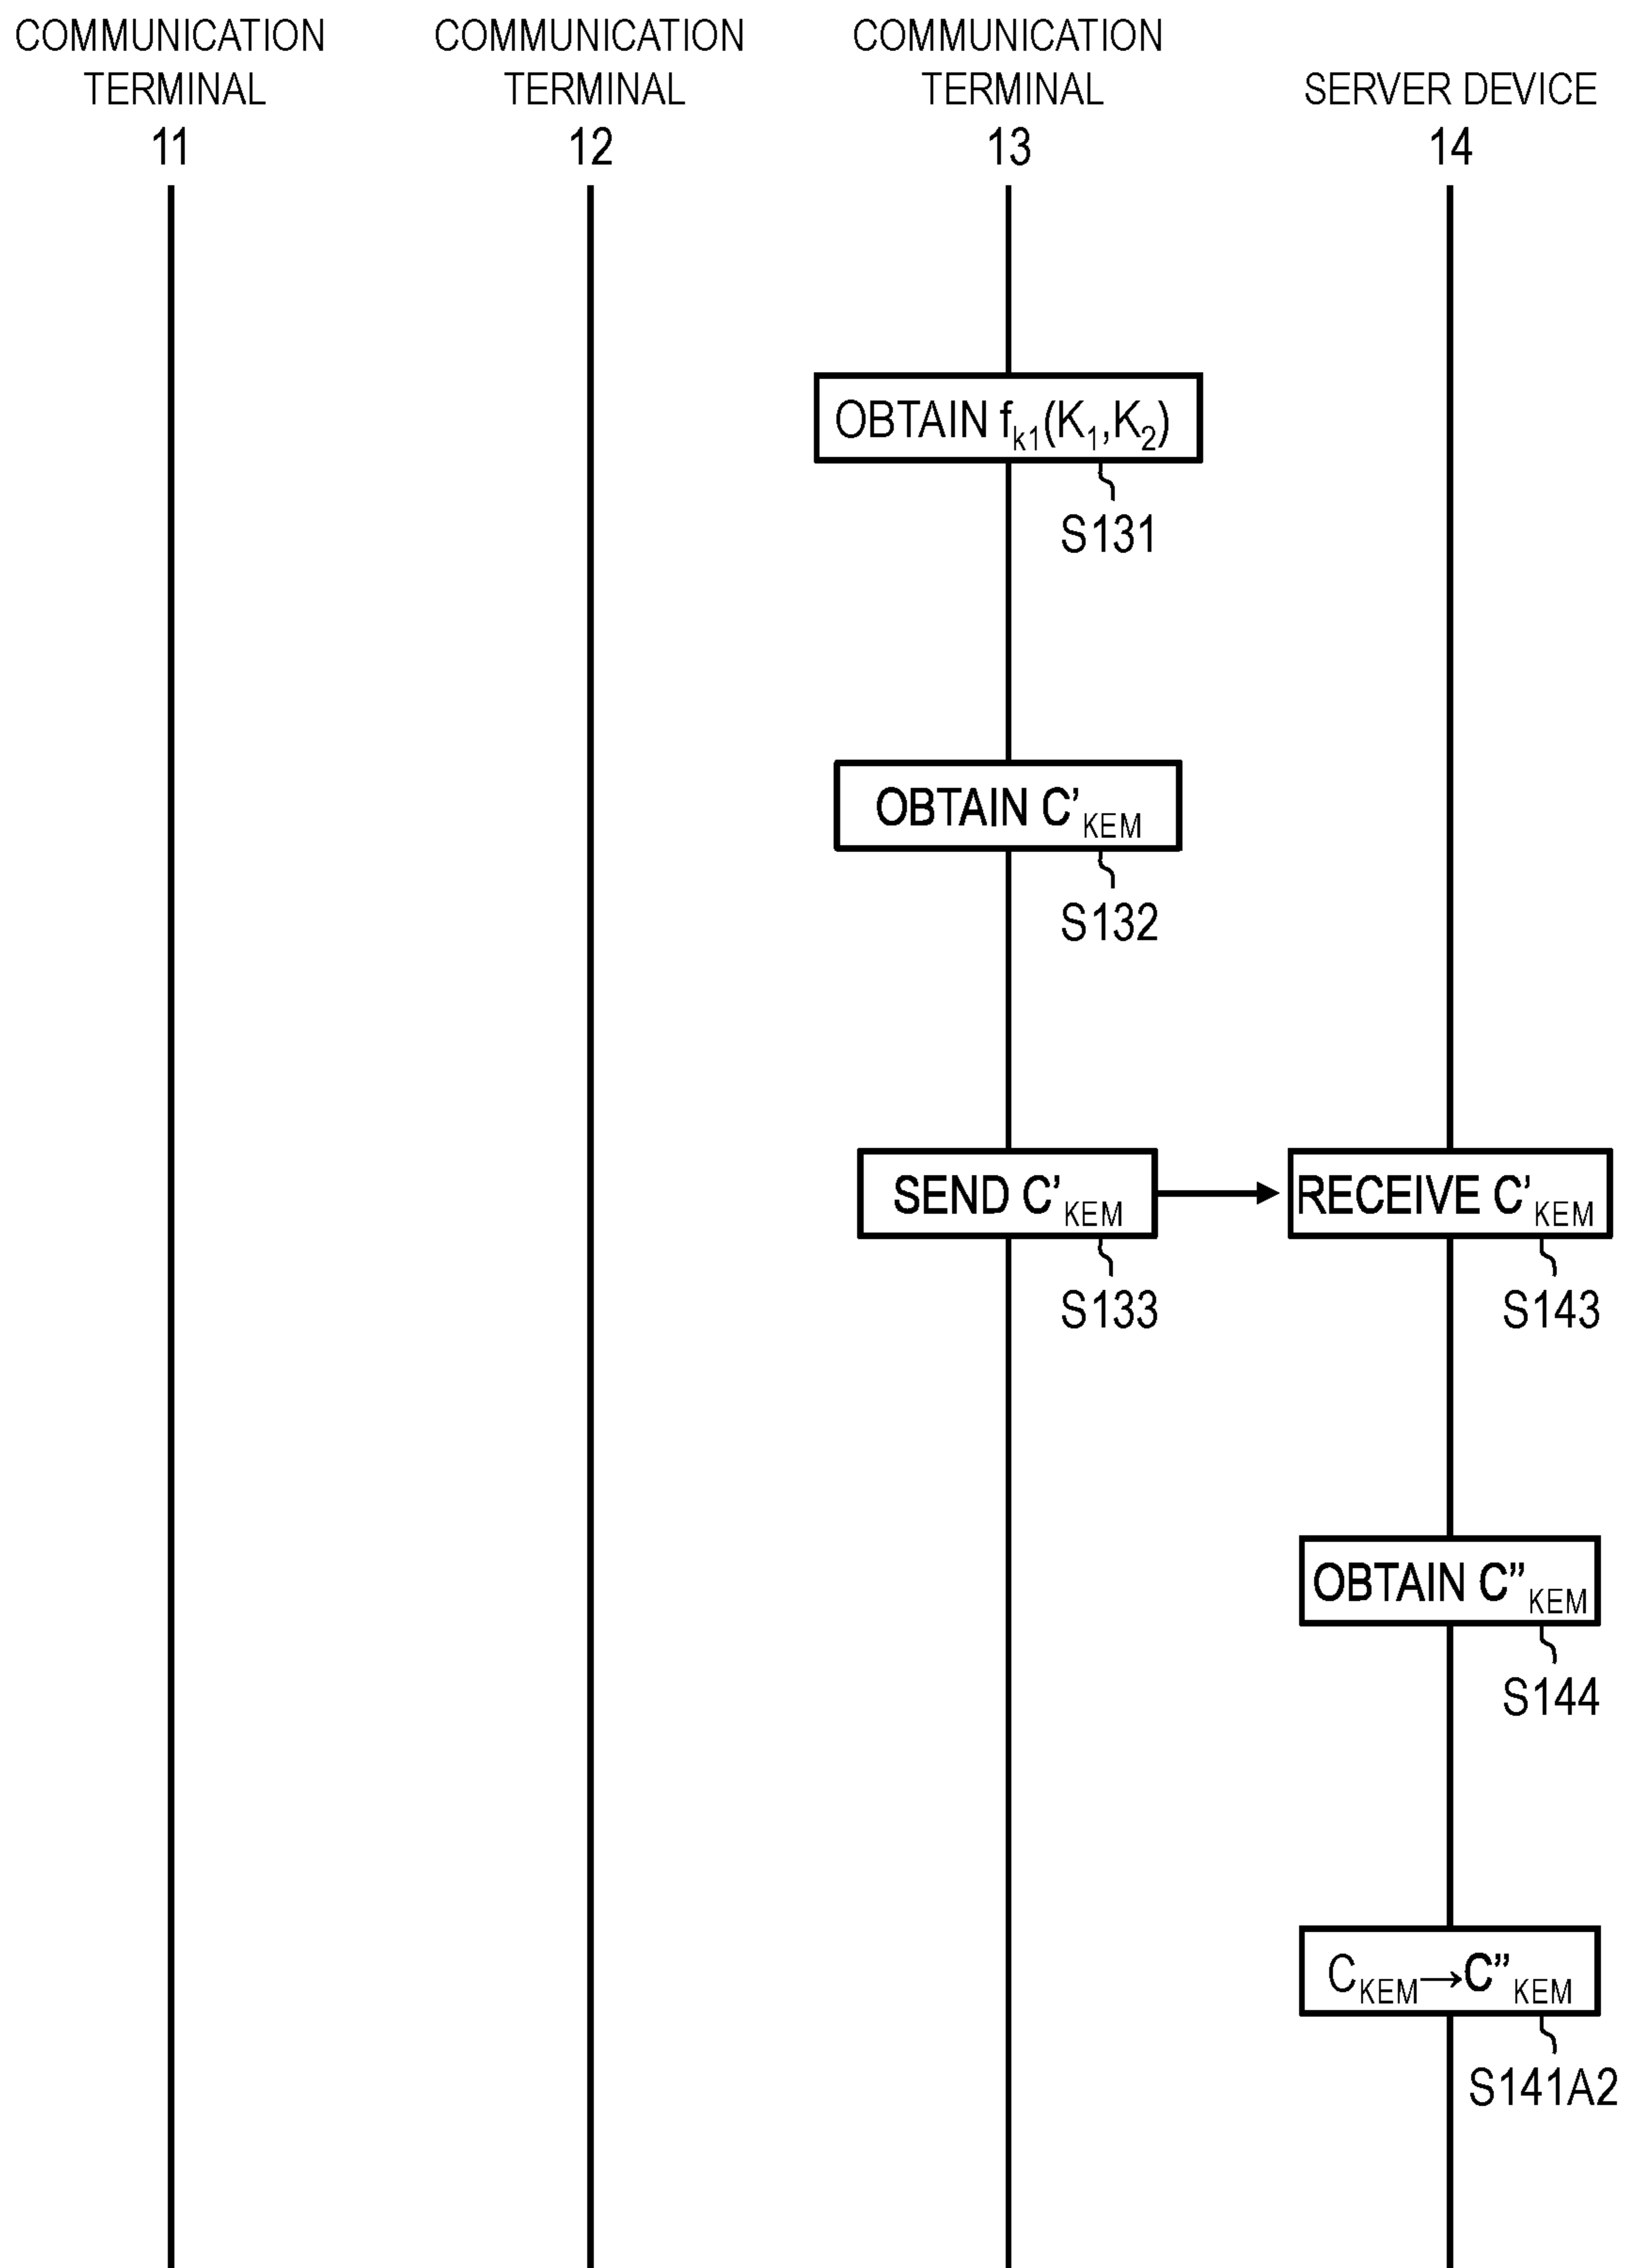 COMMUNICATION TERMINAL 11
COMMUNICATION TERMINAL 12
COMMUNICATION TERMINAL 13
SERVER DEVICE 14
OBTAIN fk1(K1,K2)
S131
OBTAIN C'KEM
S132
SEND C'KEM
RECEIVE C'KEM
S133
S143
OBTAIN C”KEM
S144
CKEM→C”KEM
S141A2